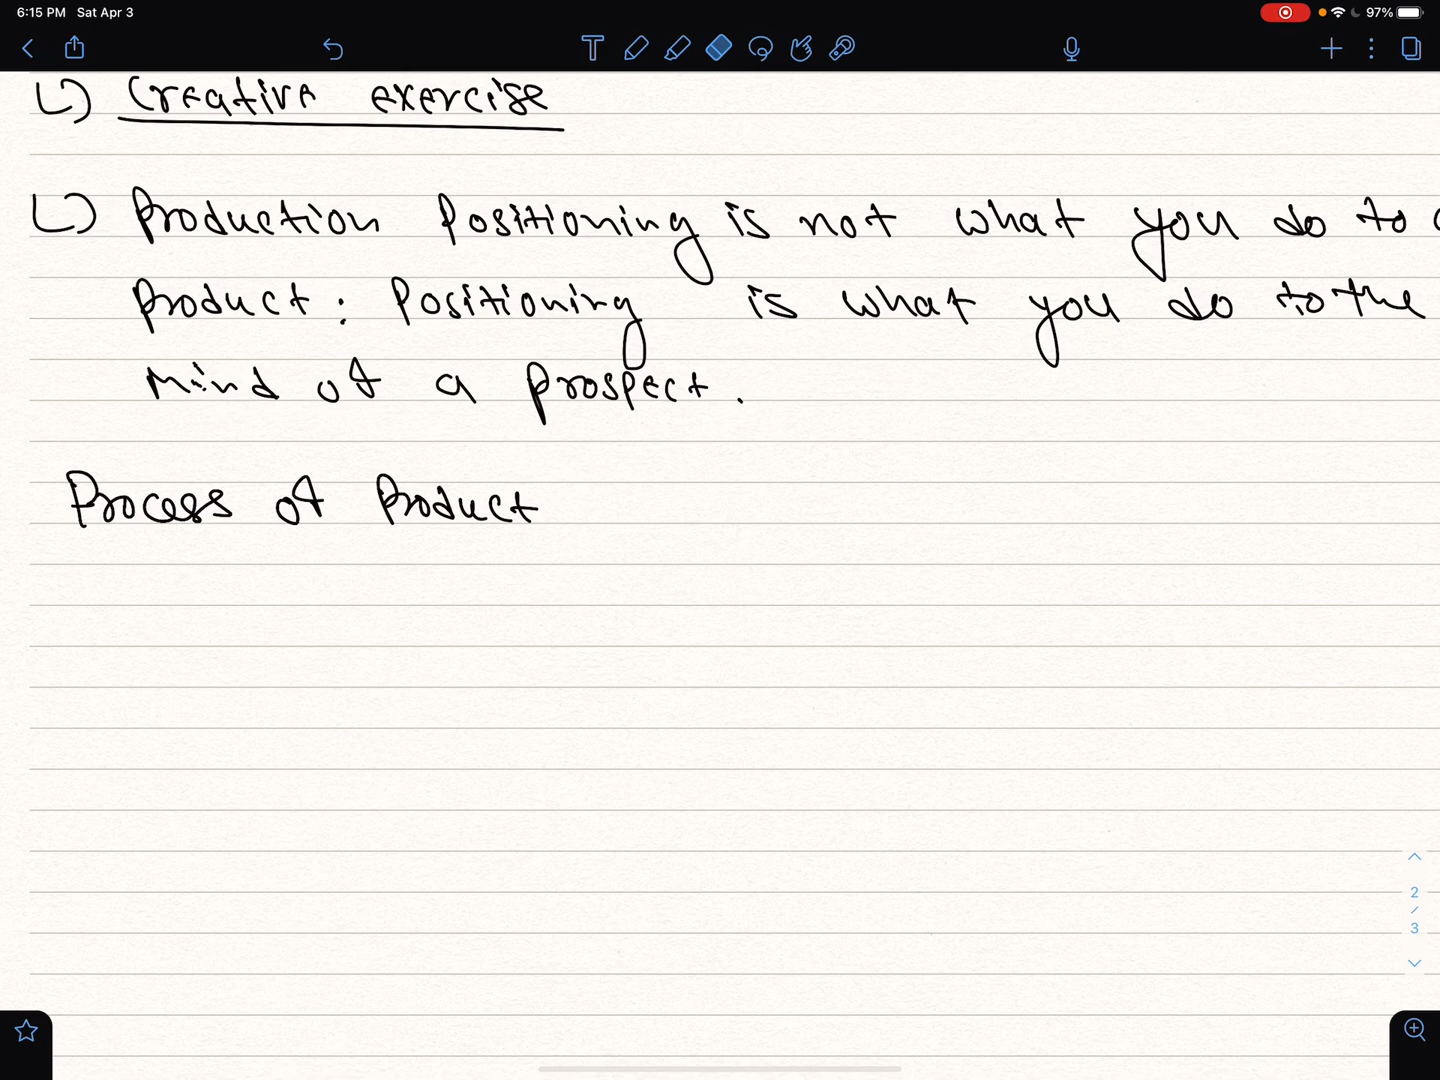 6:15 PM Sat Apr 3 97%
T
Creative exercise
Production Positioning is not what you do to
Product : Positioning is what you do to the
mind of a prospect.
Process of Product
2
/
3